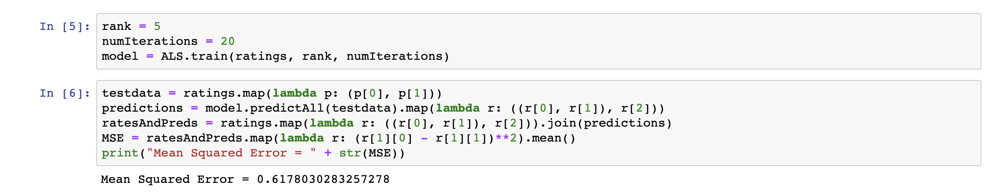 In [5]: rank = 5
numIterations = 20
model = ALS.train(ratings, rank, numIterations)
In [6]: testdata = ratings.map(lambda p: (p[0], p[1]))
predictions = model.predictAll(testdata).map(lambda r: ((r[0], r[1]), r[2]))
ratesAndPreds = ratings.map(lambda r: ((r[0], r[1]), r[2])).join(predictions)
MSE = ratesAndPreds.map(lambda r: (r[1][0] - r[1][1])**2).mean()
print("Mean Squared Error = " + str(MSE))
Mean Squared Error = 0.6178030283257278